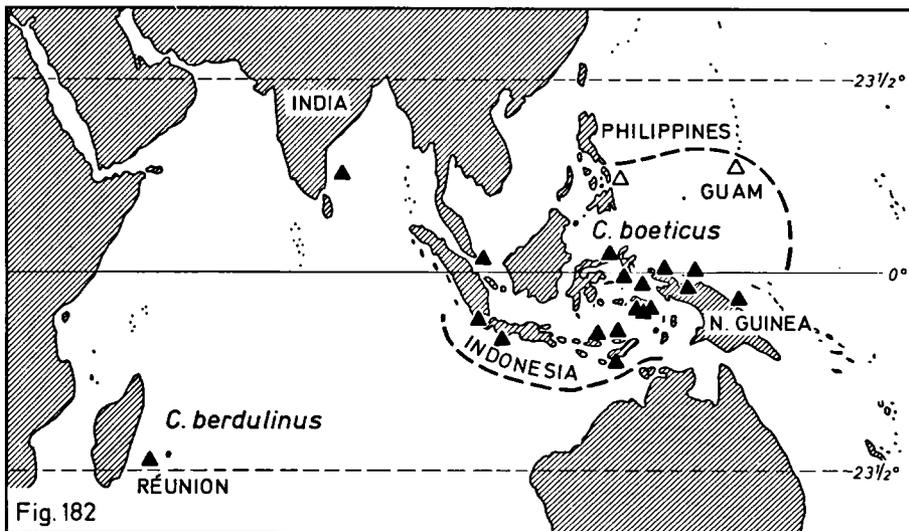 23½°
INDIA
PHILIPPINES
GUAM
C. boeticus
0°
N. GUINEA
INDONESIA
C. berdulinus
RÉUNION
23½°
Fig. 182